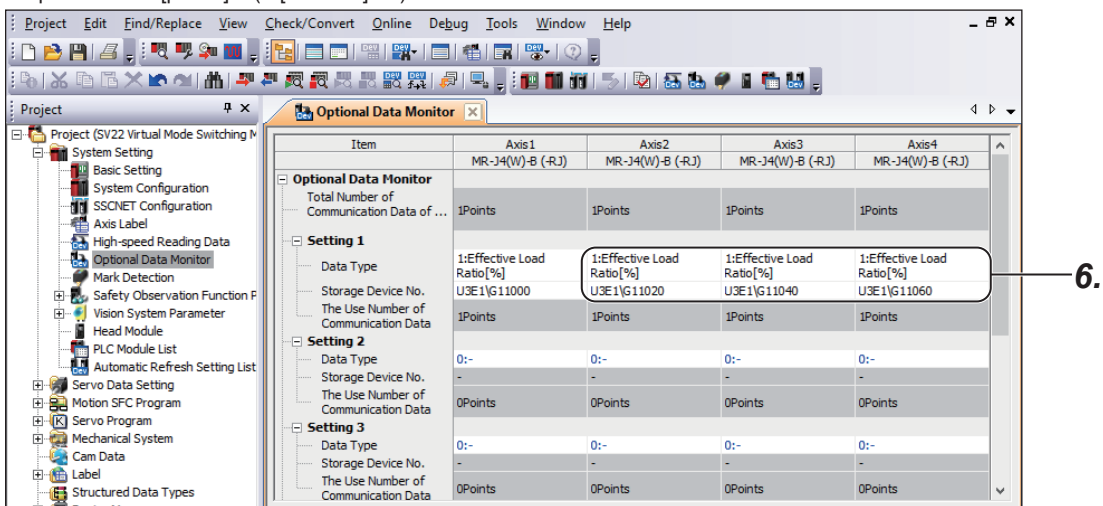 Project Edit Find/Replace View Check/Convert Online Debug Tools Window Help
Project
Optional Data Monitor
Project (SV22 Virtual Mode Switching M
System Setting
Basic Setting
System Configuration
SSCNET Configuration
Axis Label
High-speed Reading Data
Optional Data Monitor
Mark Detection
Safety Observation Function P
Vision System Parameter
Head Module
PLC Module List
Automatic Refresh Setting List
Servo Data Setting
Motion SFC Program
Servo Program
Mechanical System
Cam Data
Label
Structured Data Types
Item Axis1 Axis2 Axis3 Axis4
MR-J4(W)-B (-RJ) MR-J4(W)-B (-RJ) MR-J4(W)-B (-RJ) MR-J4(W)-B (-RJ)
Optional Data Monitor
Total Number of
Communication Data of ... 1Points 1Points 1Points 1Points
Setting 1
Data Type 1:Effective Load 1:Effective Load 1:Effective Load 1:Effective Load
Ratio[%] Ratio[%] Ratio[%] Ratio[%]
Storage Device No. U3E1\G11000 U3E1\G11020 U3E1\G11040 U3E1\G11060
The Use Number of
Communication Data 1Points 1Points 1Points 1Points
Setting 2
Data Type 0:- 0:- 0:- 0:-
Storage Device No. - - - -
The Use Number of
Communication Data 0Points 0Points 0Points 0Points
Setting 3
Data Type 0:- 0:- 0:- 0:-
Storage Device No. - - - -
The Use Number of
Communication Data 0Points 0Points 0Points 0Points
6.